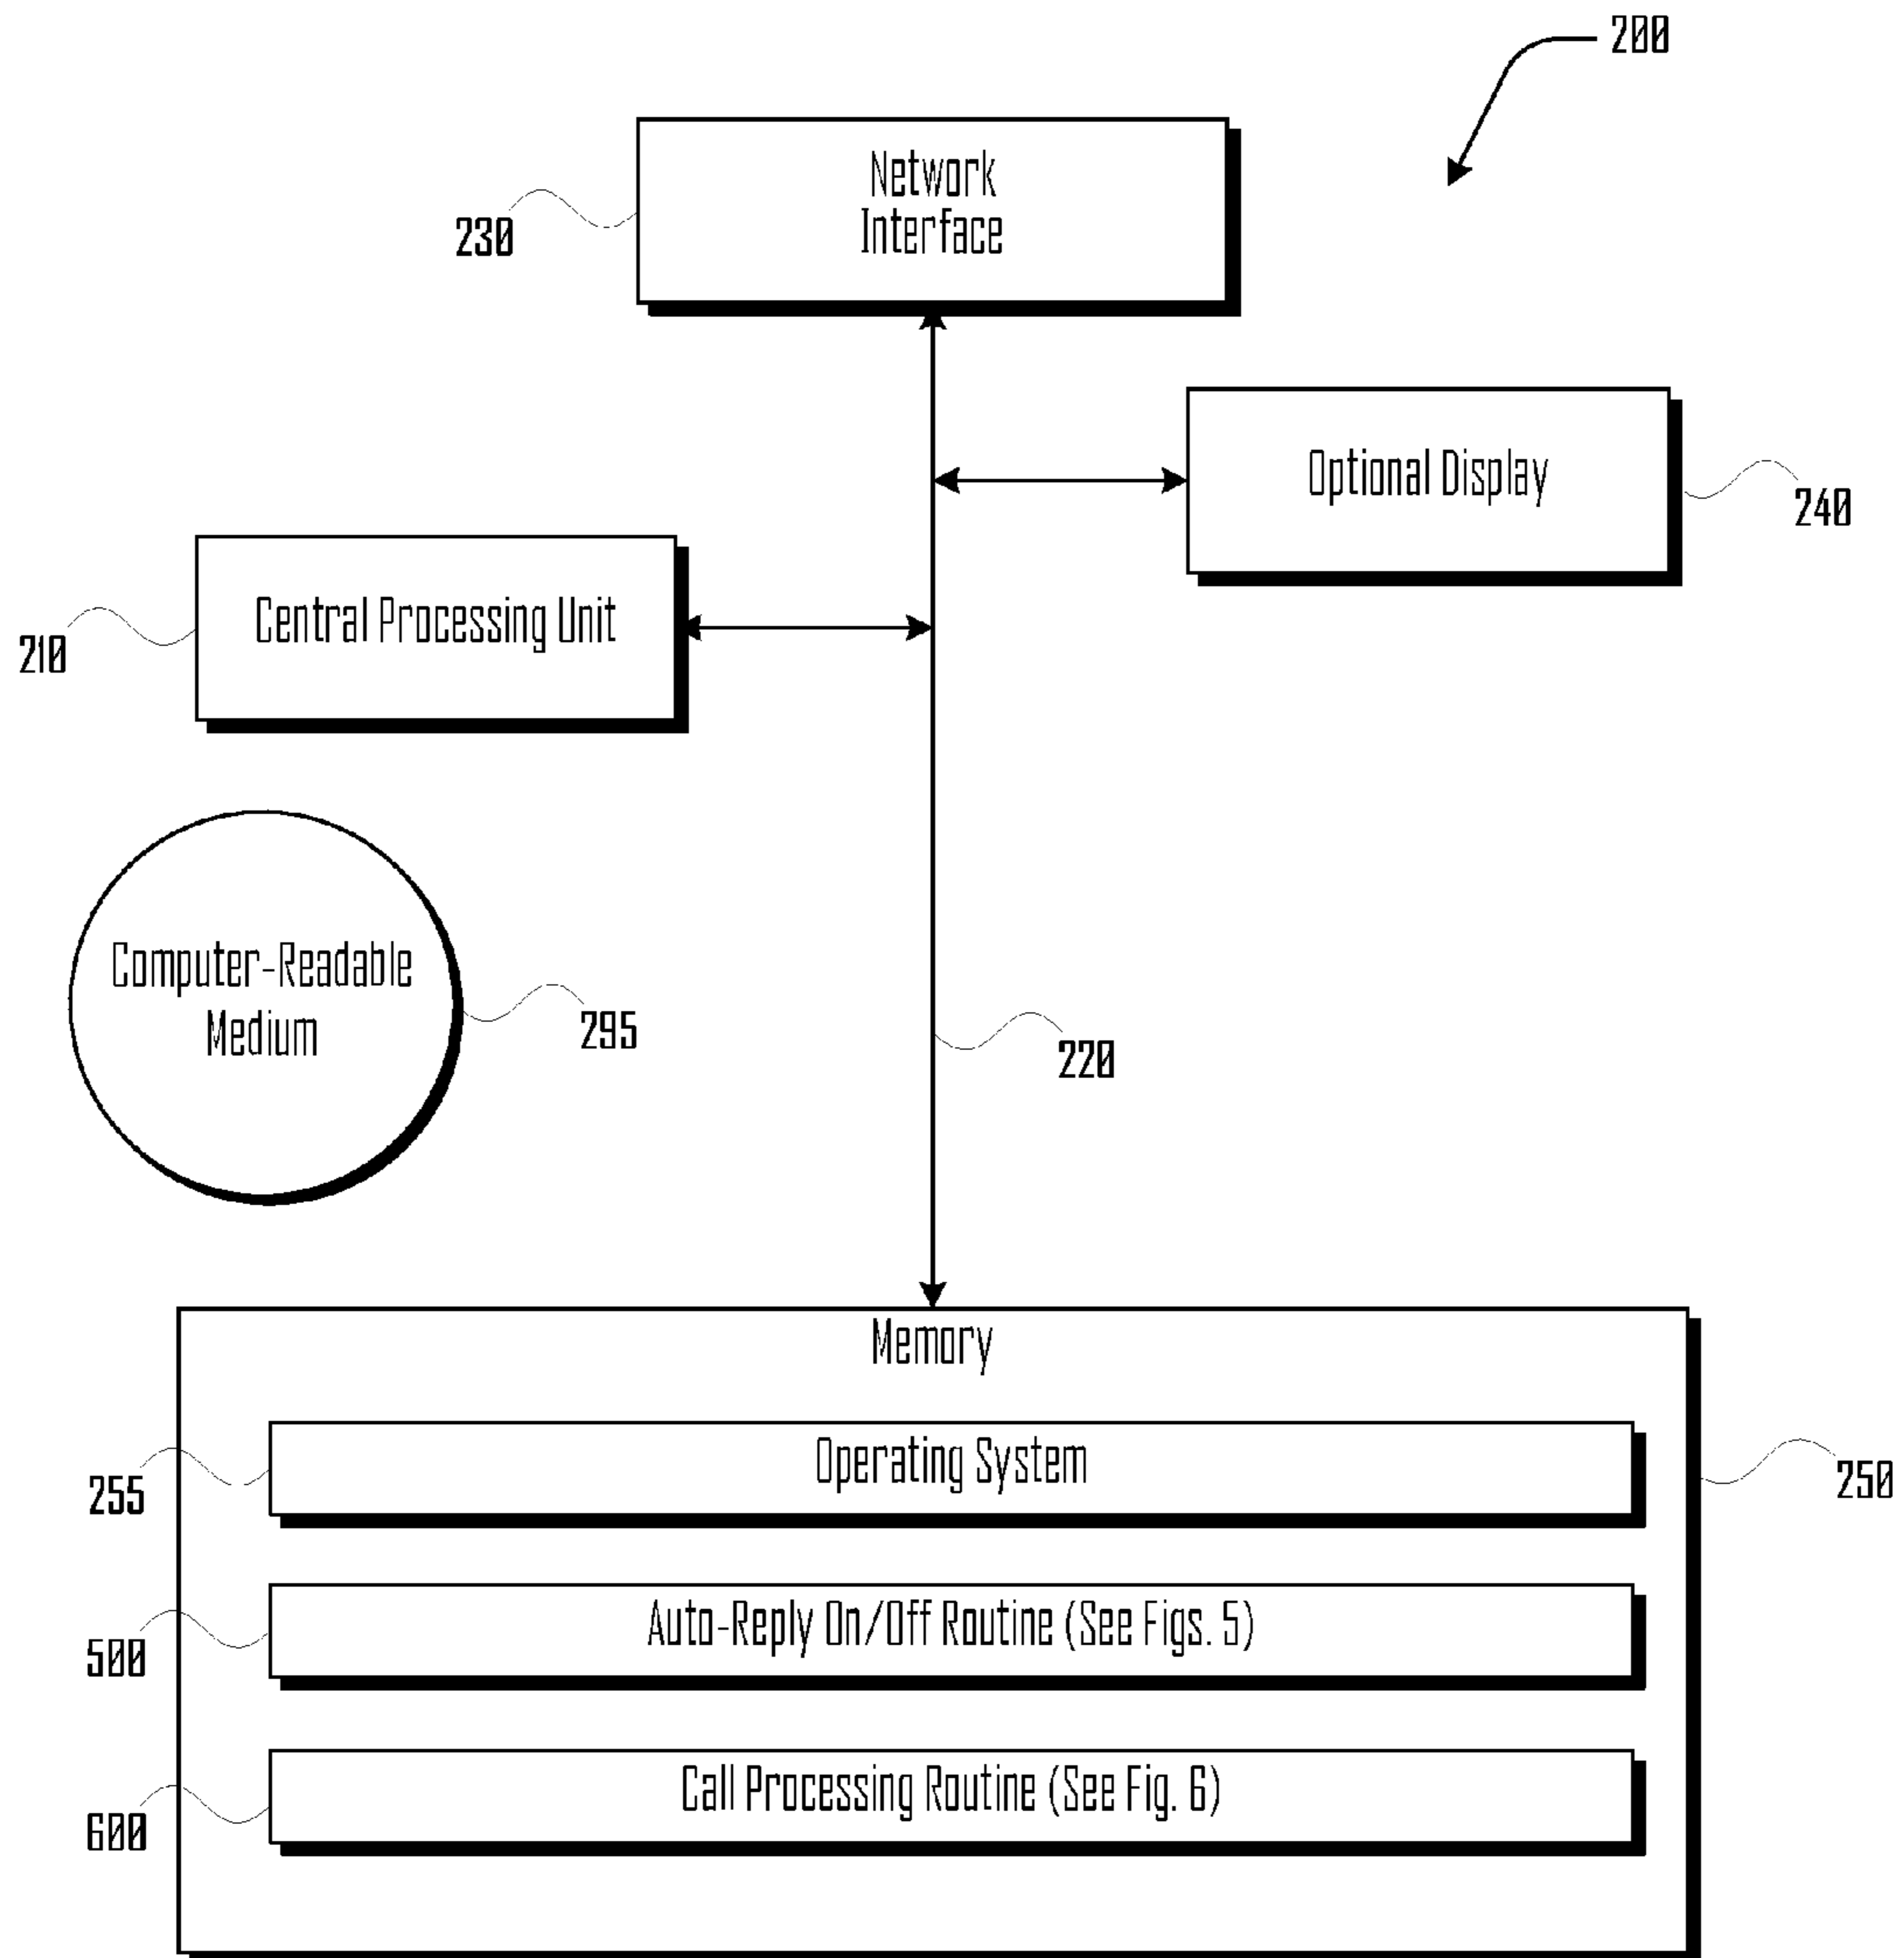 200
Network
Interface
230
Optional Display
240
Central Processing Unit
210
Computer-Readable
Medium
295
220
Memory
Operating System
255
250
Auto-Reply On/Off Routine (See Figs. 5)
500
Call Processing Routine (See Fig. 6)
600